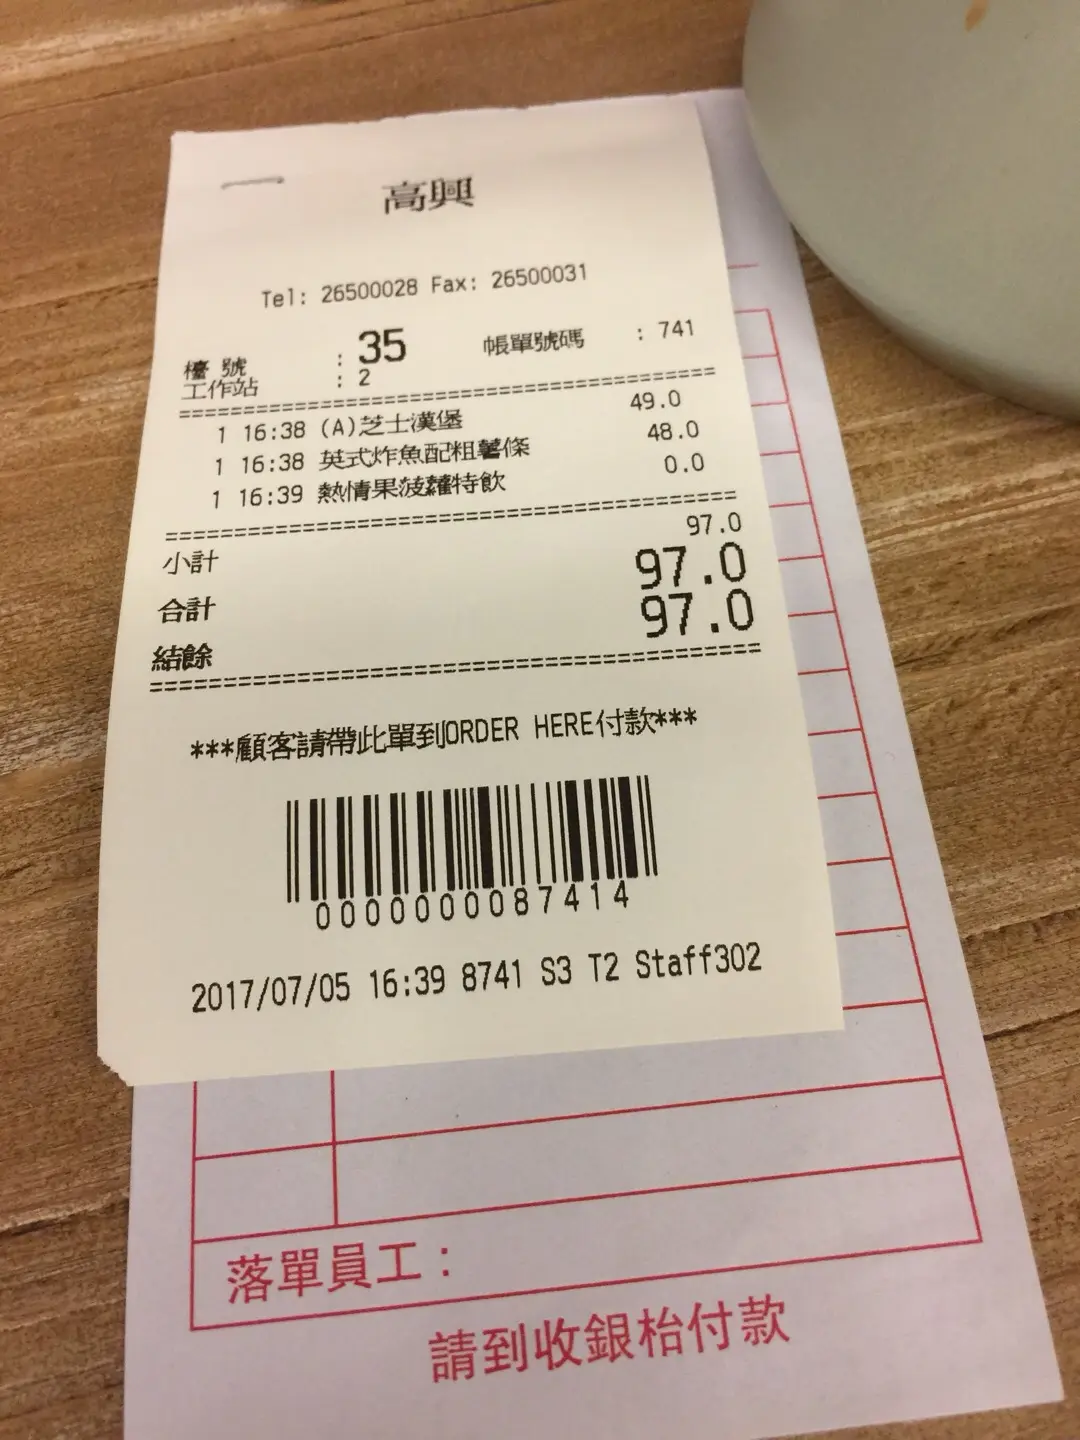 高興
Tel: 26500028 Fax: 26500031
檯號 : 35 帳單號碼 : 741
工作站 : 2
1 16:38 (A)芝士漢堡 49.0
1 16:38 英式炸魚配粗薯條 48.0
1 16:39 熱情果菠蘿特飲 0.0
小計 97.0
合計 97.0
結餘 97.0
***顧客請帶此單到ORDER HERE付款***
0000000087414
2017/07/05 16:39 8741 S3 T2 Staff302
落單員工：
請到收銀枱付款